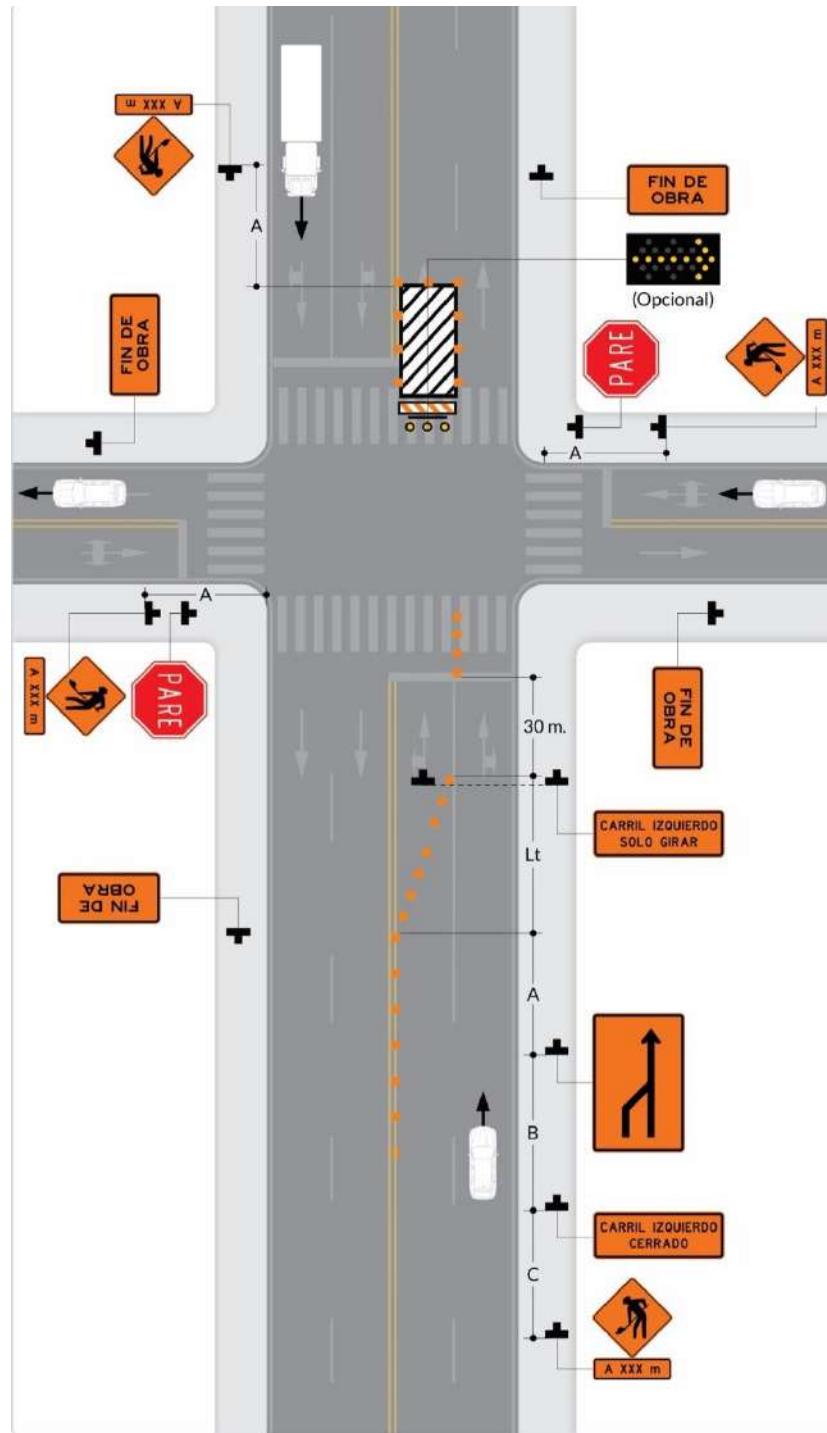 A XXX m
A
FIN DE
OBRA
(Opcional)
FIN DE
OBRA
PARE
A XXX m
A
A
A XXX m
PARE
30 m.
FIN DE
OBRA
CARRIL IZQUIERDO
SOLO GIRAR
Lt
FIN DE
OBRA
A
B
CARRIL IZQUIERDO
CERRADO
C
A XXX m